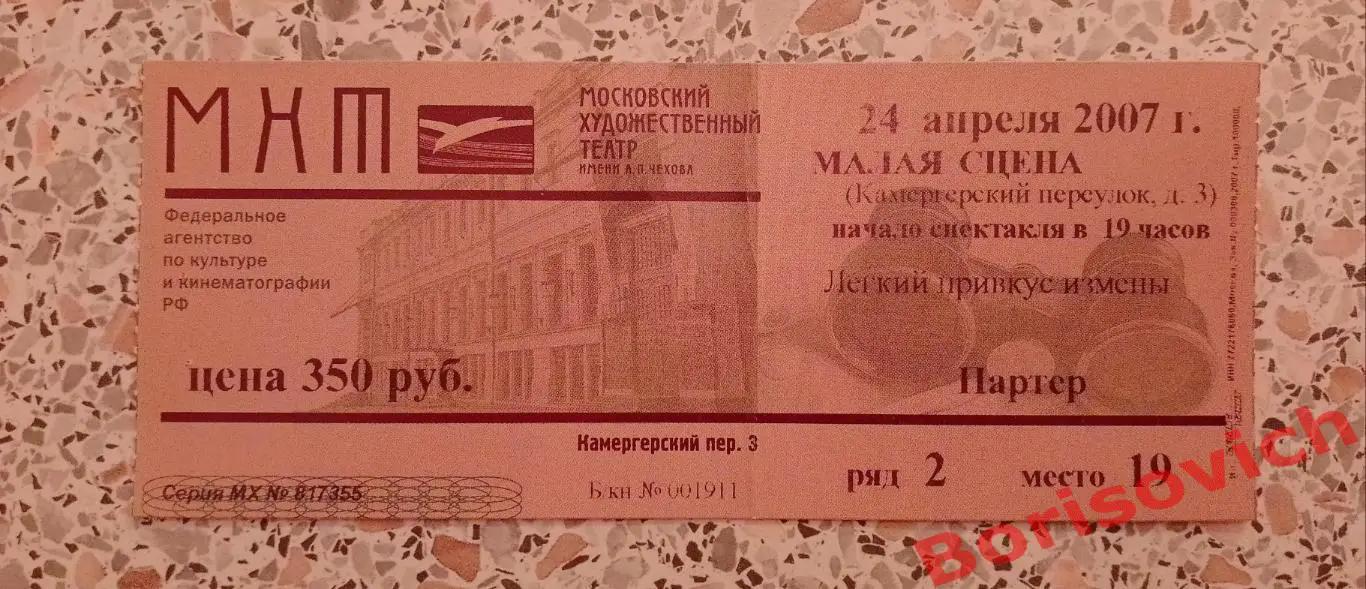 МХТ
МОСКОВСКИЙ
ХУДОЖЕСТВЕННЫЙ
ТЕАТР
ИМЕНИ А.П.ЧЕХОВА
Федеральное
агентство
по культуре
и кинематографии
РФ
цена 350 руб.
Камергерский пер. 3
Серия МХ № 817355
Б/кн № 001911
24 апреля 2007 г.
МАЛАЯ СЦЕНА
(Камергерский переулок, д. 3)
начало спектакля в 19 часов
Легкий привкус измены
Партер
ряд 2 место 19
Borisovich